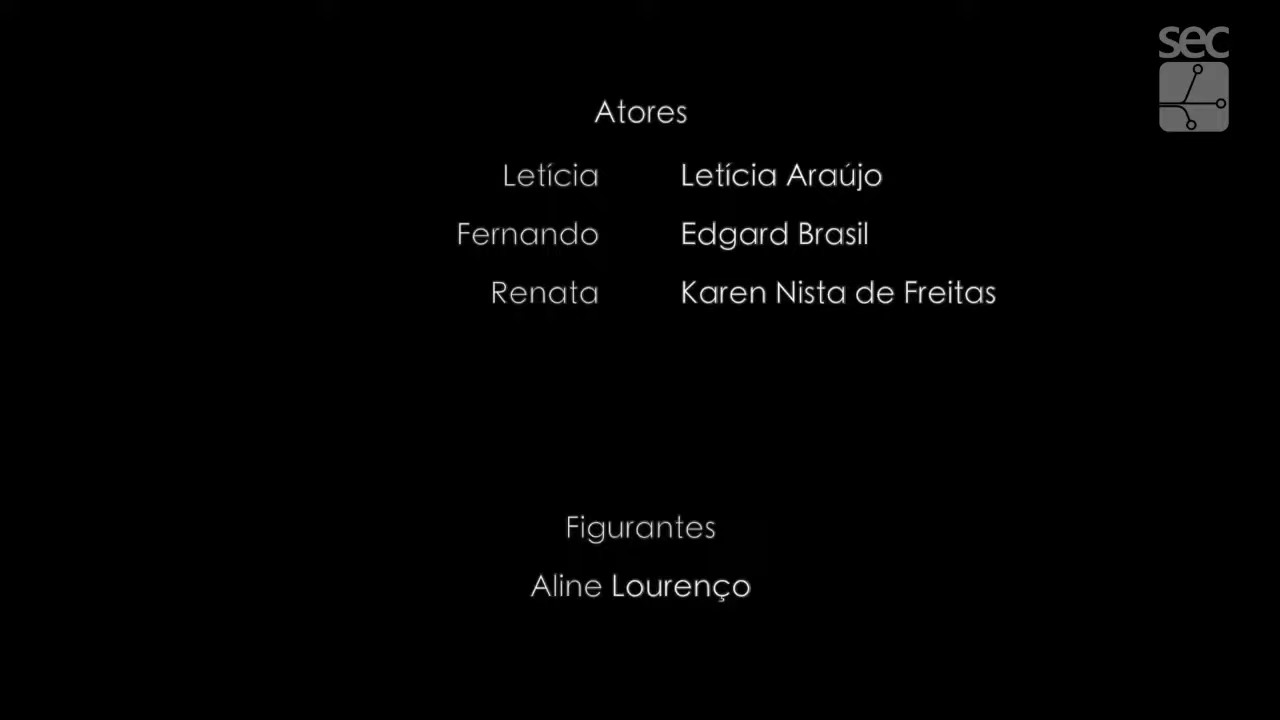 sec
Atores
Letícia Letícia Araújo
Fernando Edgard Brasil
Renata Karen Nista de Freitas
Figurantes
Aline Lourenço